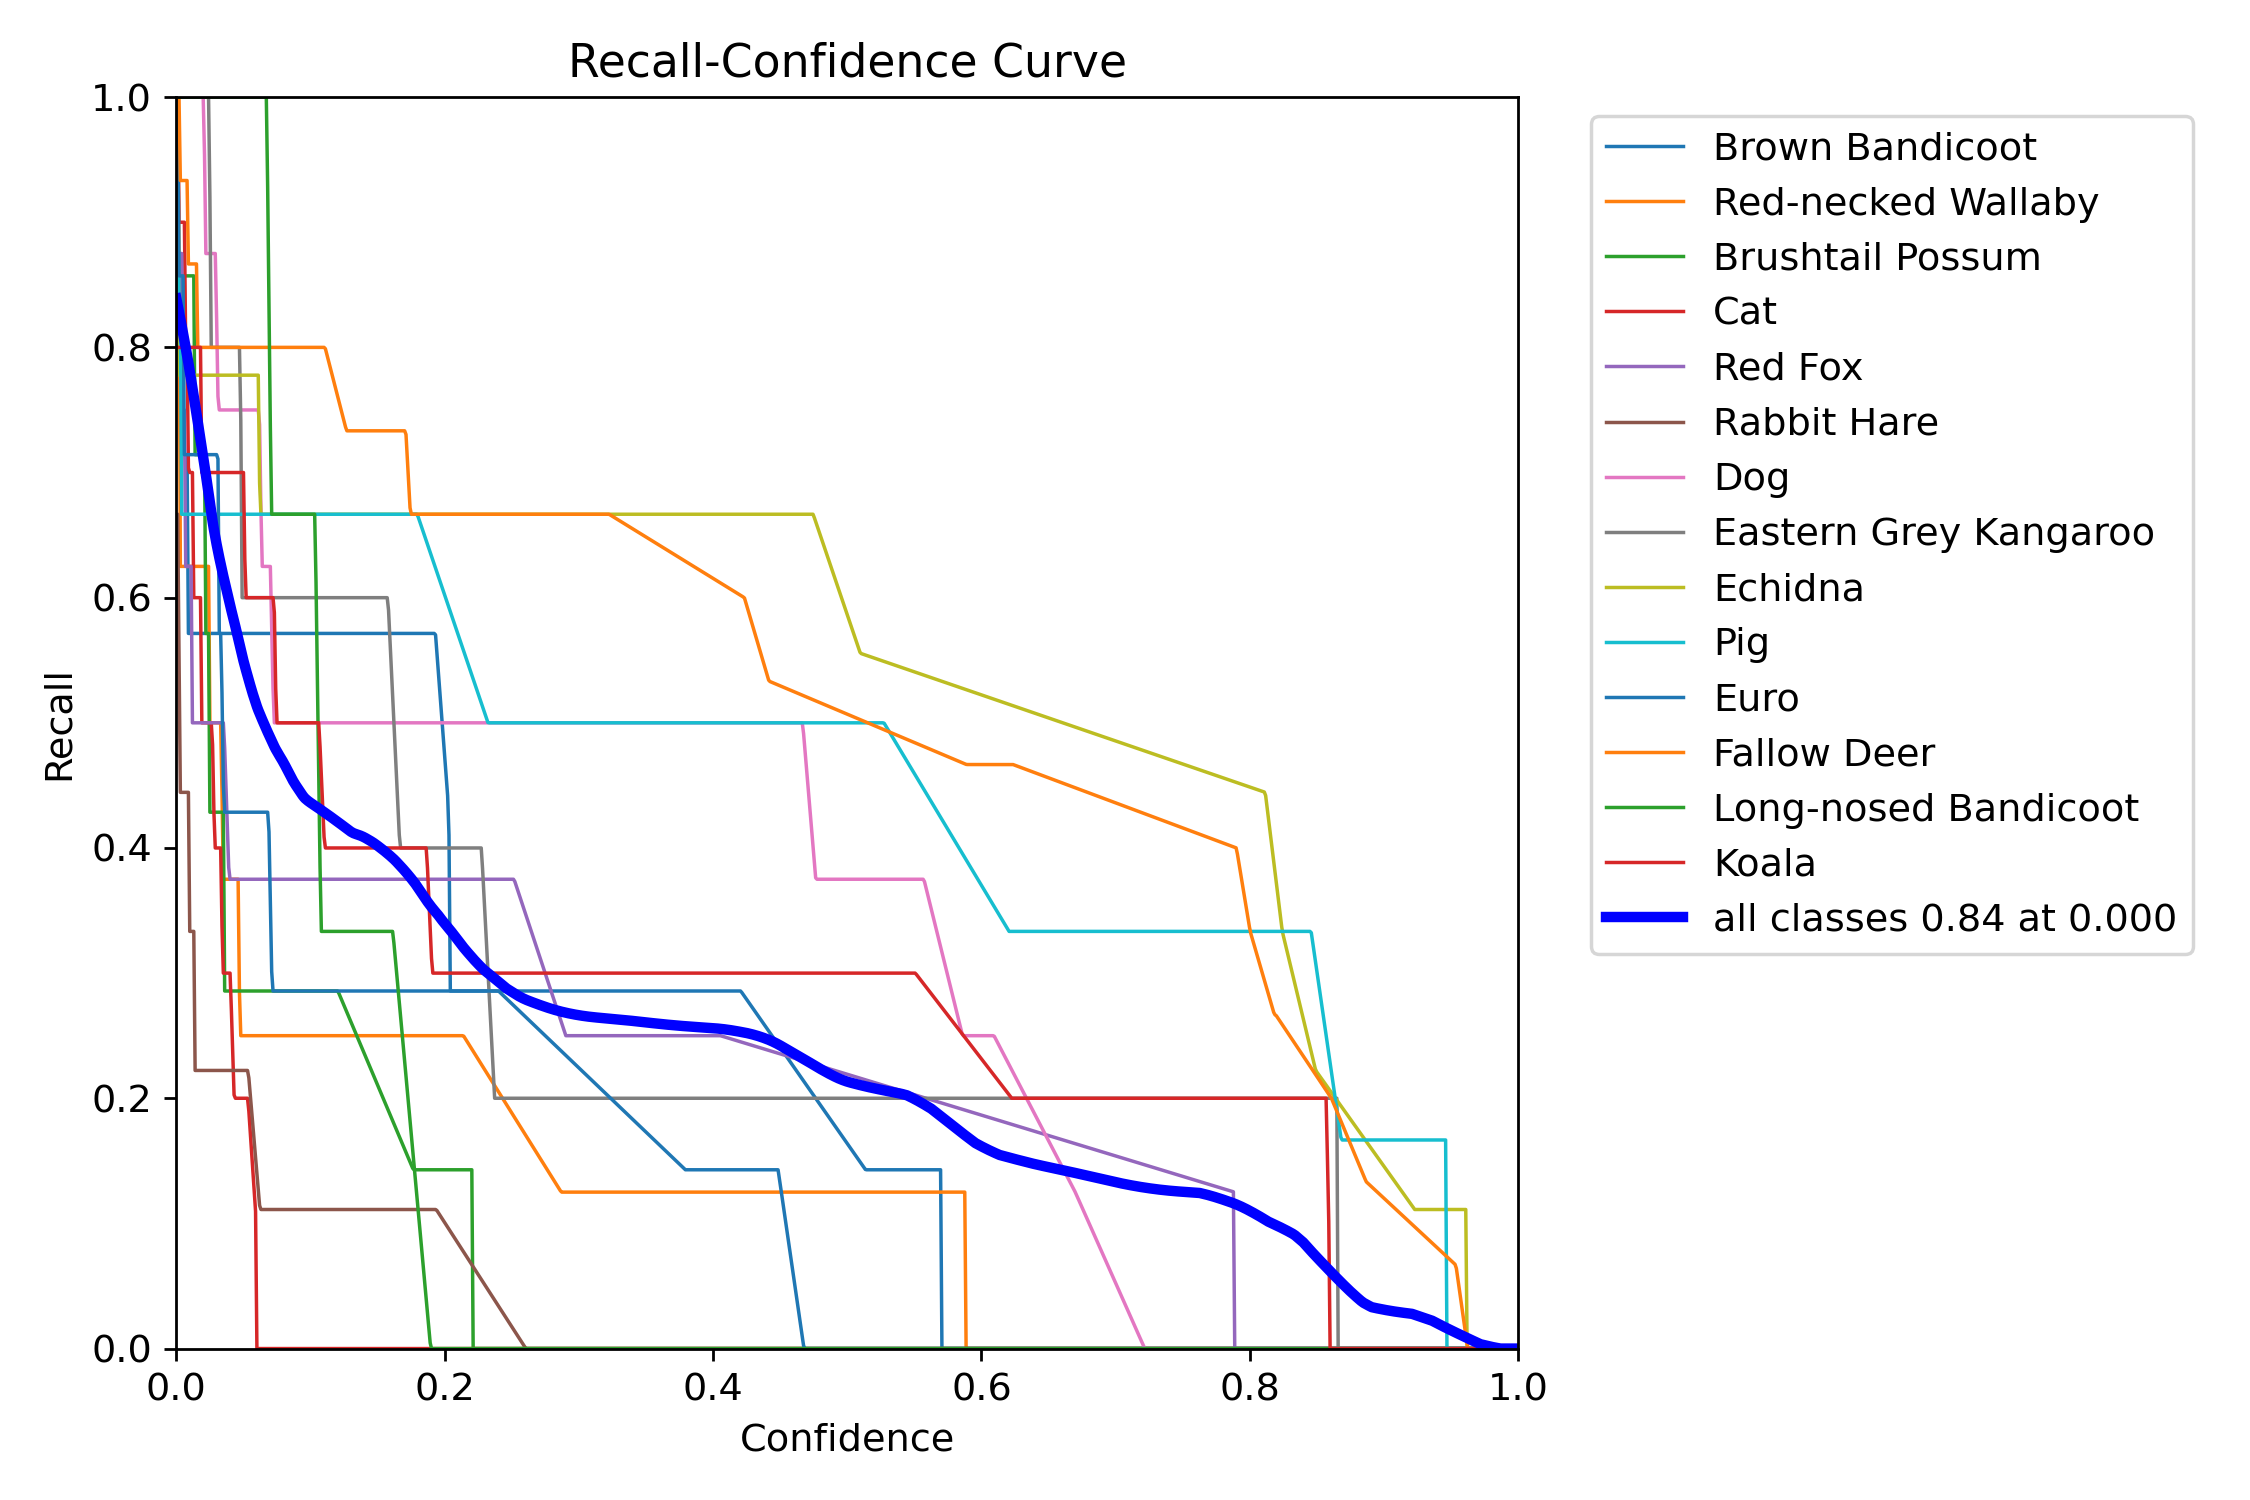 Recall-Confidence Curve
1.0
0.8
0.6
0.4
0.2
0.0
Recall
0.0 0.2 0.4 0.6 0.8 1.0
Confidence
Brown Bandicoot
Red-necked Wallaby
Brushtail Possum
Cat
Red Fox
Rabbit Hare
Dog
Eastern Grey Kangaroo
Echidna
Pig
Euro
Fallow Deer
Long-nosed Bandicoot
Koala
all classes 0.84 at 0.000